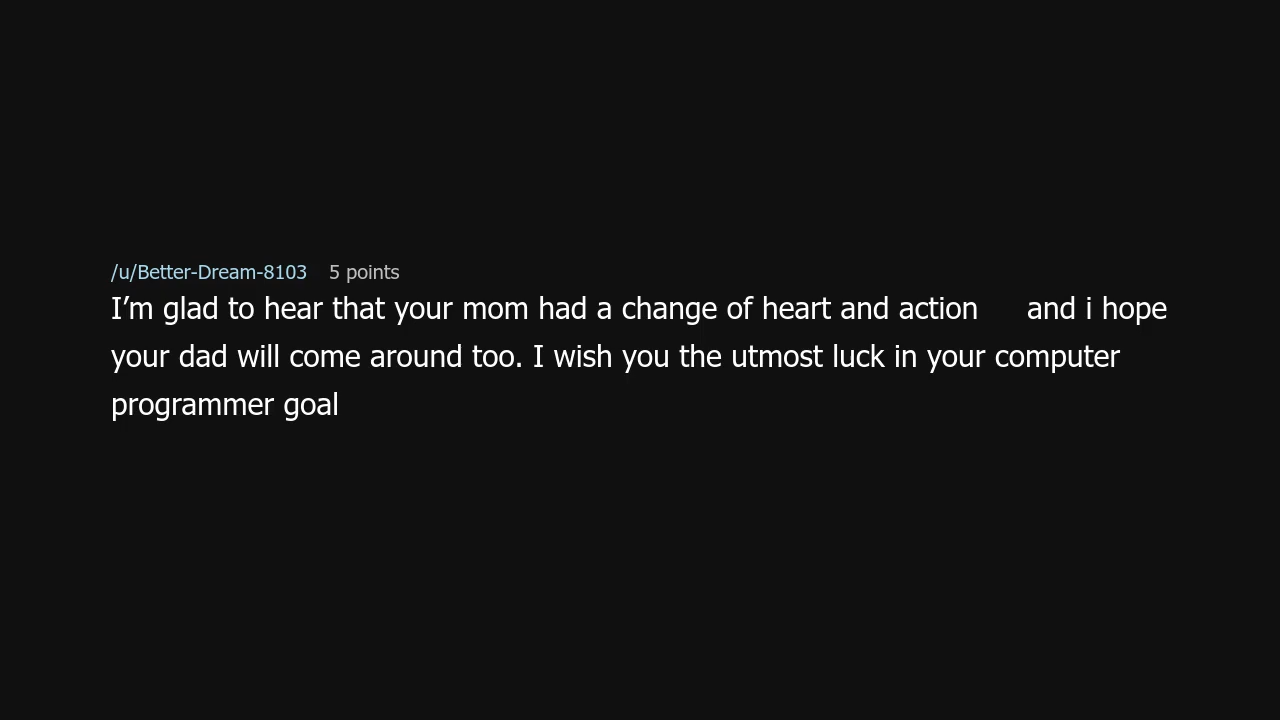 /u/Better-Dream-8103 5 points
I’m glad to hear that your mom had a change of heart and action and i hope
your dad will come around too. I wish you the utmost luck in your computer
programmer goal